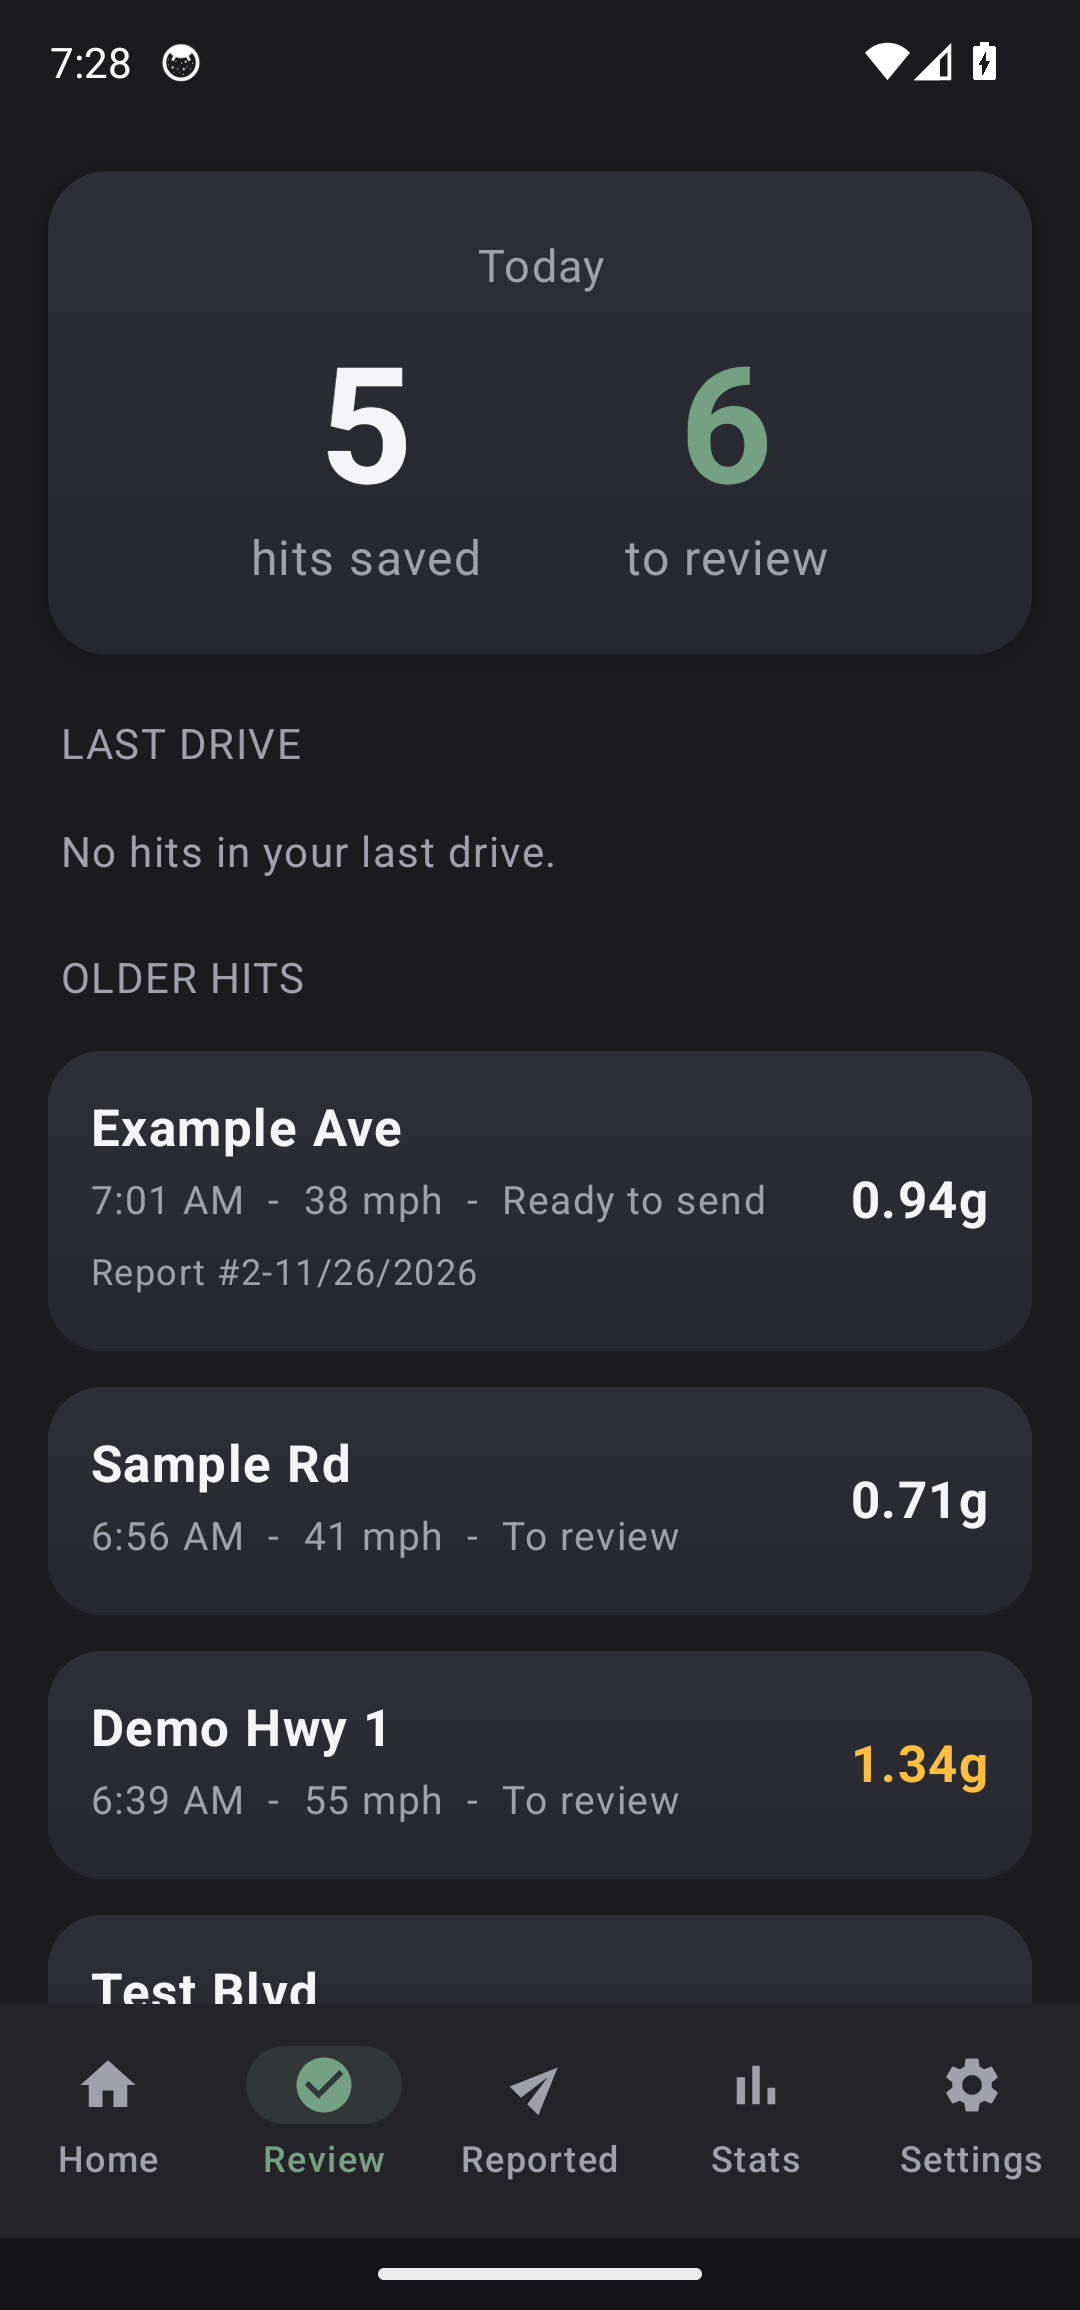 7:28
Today
5 6
hits saved to review
LAST DRIVE
No hits in your last drive.
OLDER HITS
Example Ave
7:01 AM - 38 mph - Ready to send 0.94g
Report #2-11/26/2026
Sample Rd
6:56 AM - 41 mph - To review 0.71g
Demo Hwy 1
6:39 AM - 55 mph - To review 1.34g
Test Blvd
Home Review Reported Stats Settings